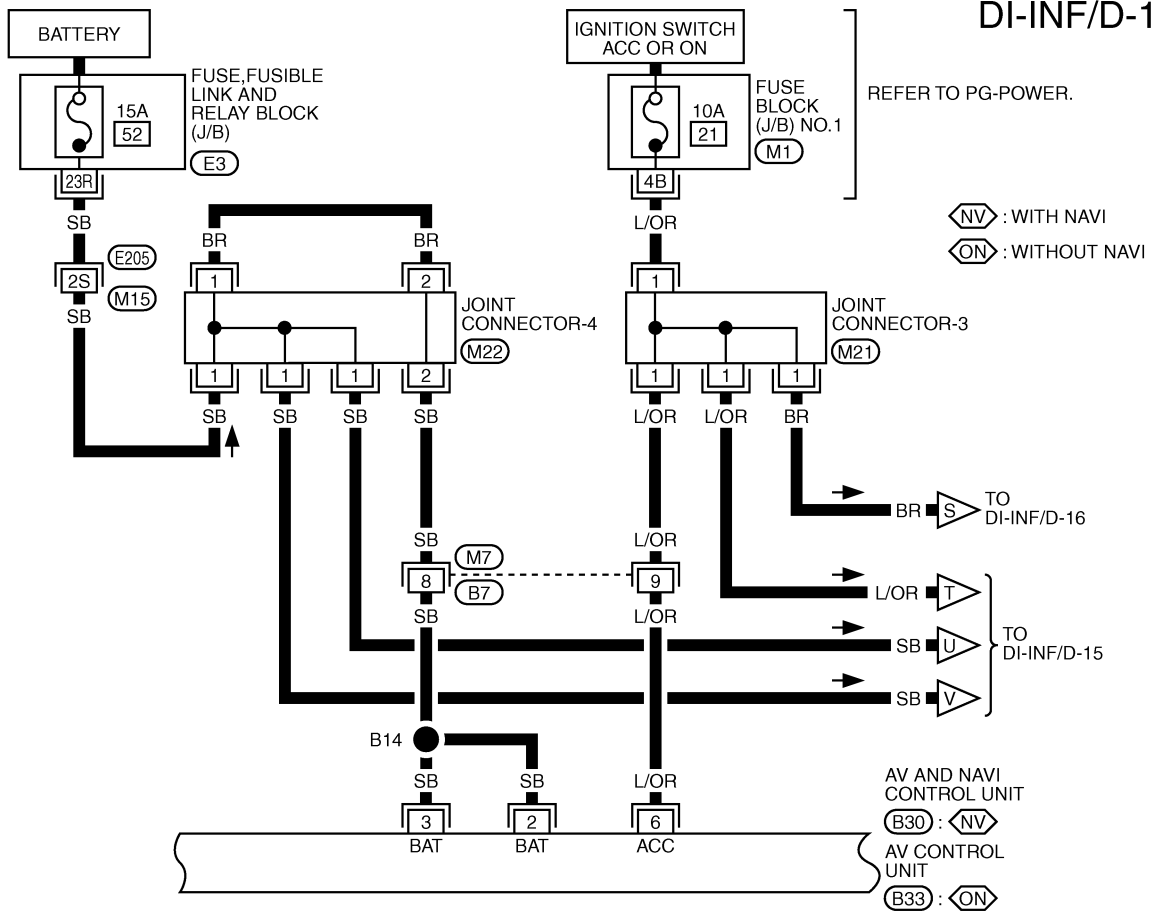 DI-INF/D-1
BATTERY
IGNITION SWITCH
ACC OR ON
FUSE,FUSIBLE
LINK AND
RELAY BLOCK
(J/B)
E3
15A
52
FUSE
BLOCK
(J/B) NO.1
M1
10A
21
REFER TO PG-POWER.
23R
4B
SB
L/OR
NV : WITH NAVI
ON : WITHOUT NAVI
BR
BR
E205
2S
M15
SB
1
2
1
JOINT
CONNECTOR-4
M22
JOINT
CONNECTOR-3
M21
1
1
1
2
1
1
1
SB
SB
SB
SB
L/OR
L/OR
BR
BR
S
TO
DI-INF/D-16
SB
L/OR
M7
8
B7
9
SB
L/OR
L/OR
T
SB
U
SB
V
TO
DI-INF/D-15
B14
SB
SB
L/OR
3
2
6
BAT
BAT
ACC
AV AND NAVI
CONTROL UNIT
B30 : NV
AV CONTROL
UNIT
B33 : ON